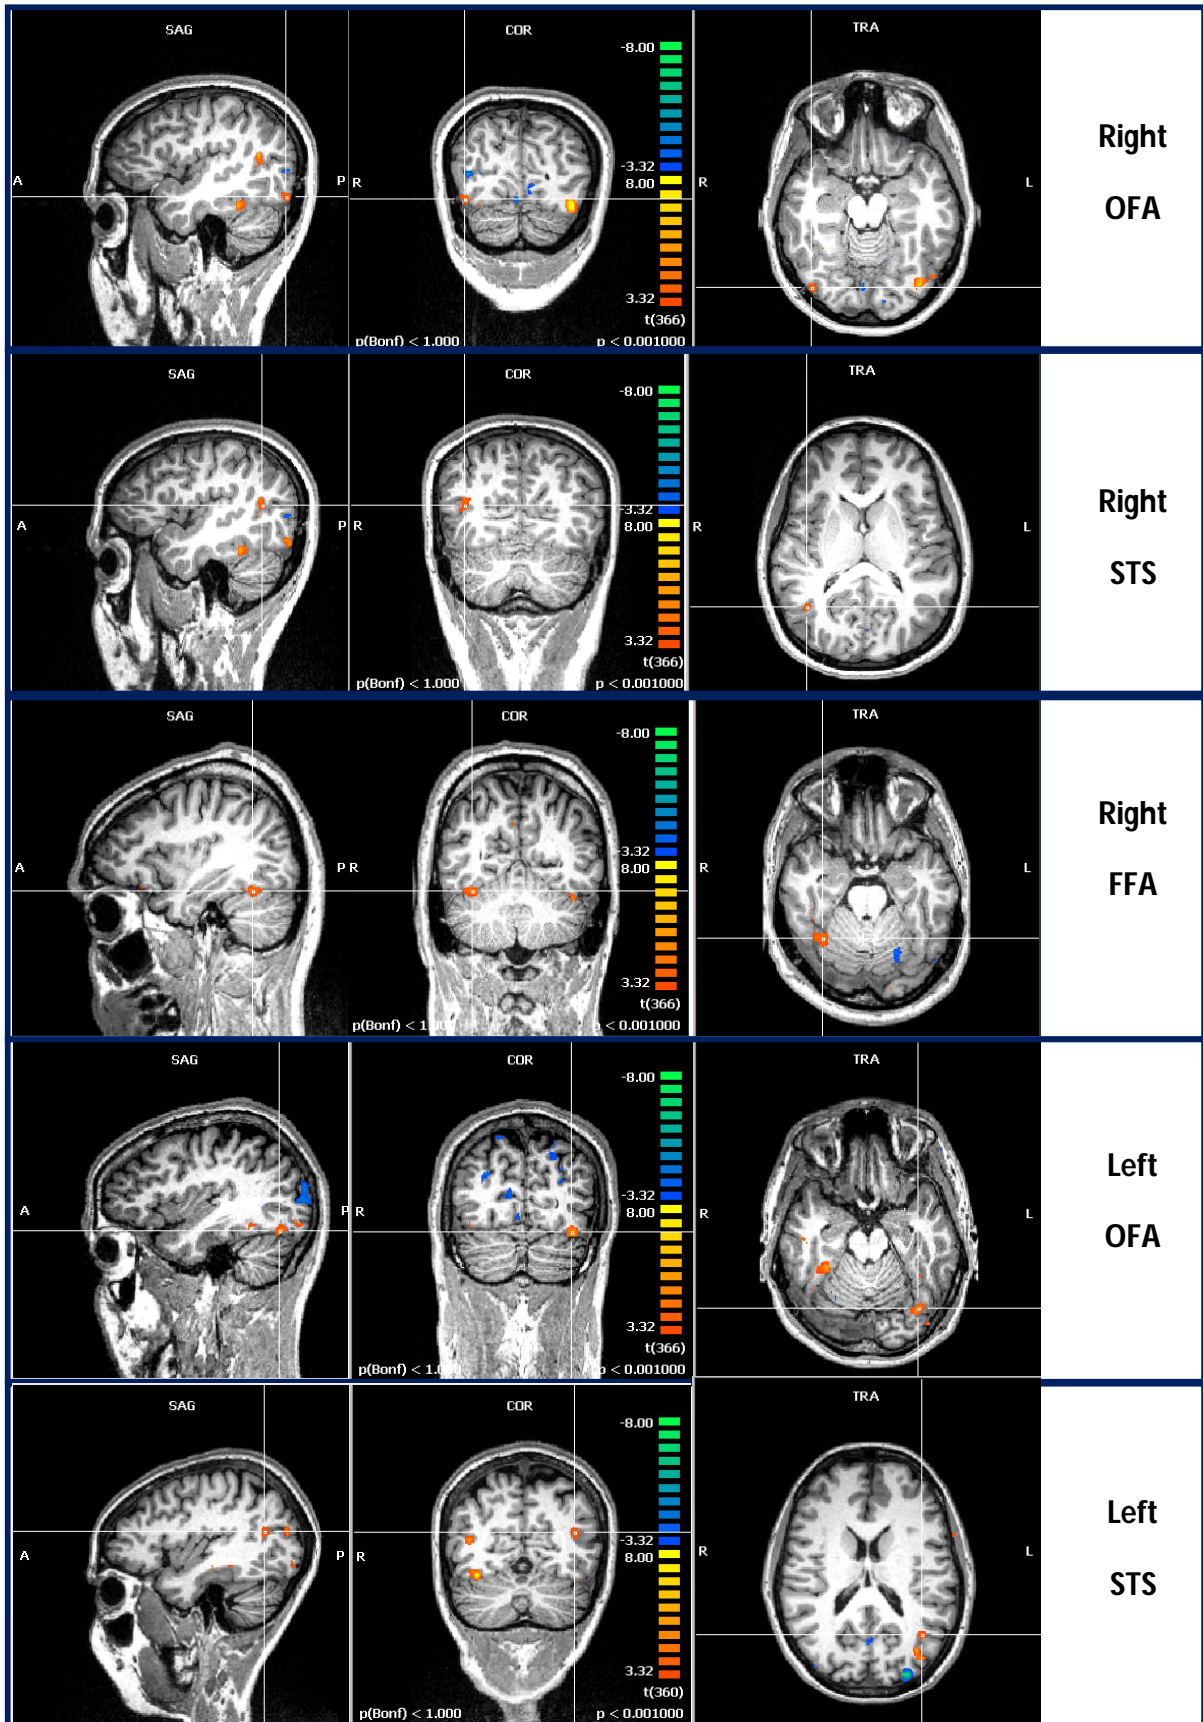 SAG
COR
TRA
-8.00
-3.32
8.00
A
P
R
R
L
3.32
t(366)
p(Bonf) < 1.000
p < 0.001000
Right
OFA
SAG
COR
TRA
-8.00
-3.32
8.00
A
P
R
R
L
3.32
t(366)
p(Bonf) < 1.000
p < 0.001000
Right
STS
SAG
COR
TRA
-8.00
-3.32
8.00
A
P
R
R
L
3.32
t(366)
p(Bonf) < 1.000
p < 0.001000
Right
FFA
SAG
COR
TRA
-8.00
-3.32
8.00
A
P
R
R
L
3.32
t(366)
p(Bonf) < 1.000
p < 0.001000
Left
OFA
SAG
COR
TRA
-8.00
-3.32
8.00
A
P
R
R
L
3.32
t(360)
p(Bonf) < 1.000
p < 0.001000
Left
STS